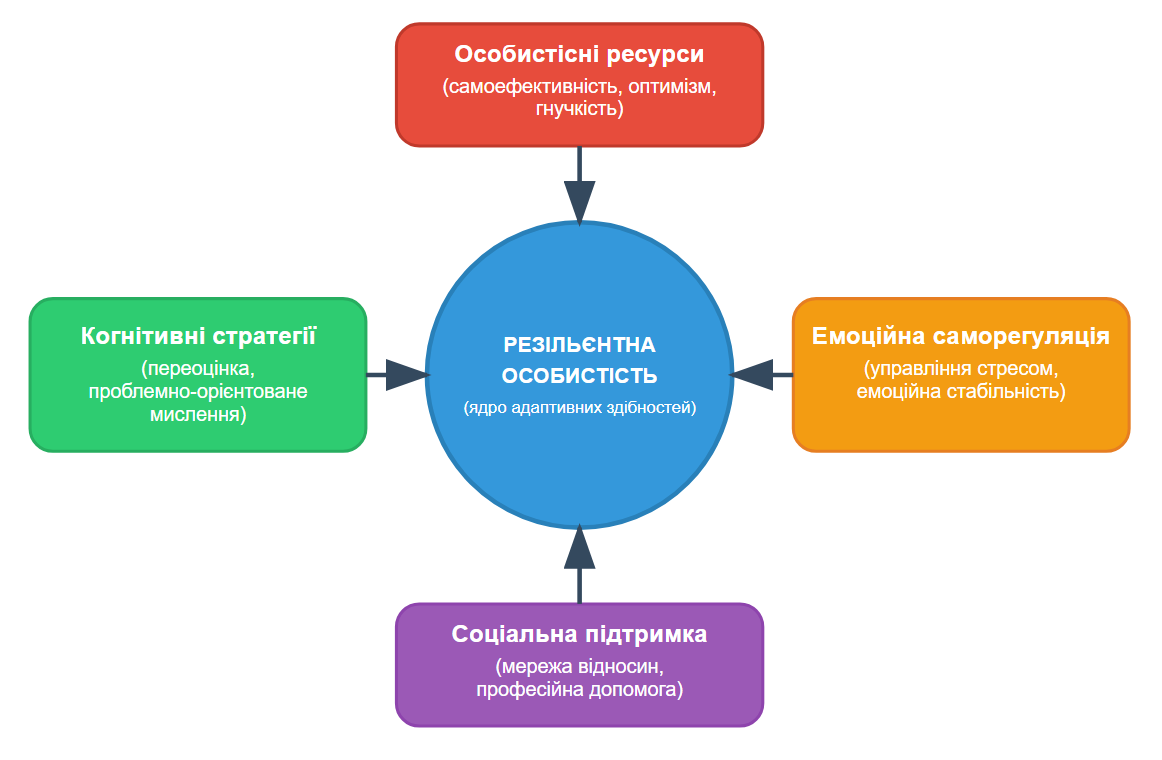 Особистісні ресурси
(самоефективність, оптимізм,
гнучкість)
Когнітивні стратегії
(переоцінка,
проблемно-орієнтоване
мислення)
РЕЗІЛЬЄНТНА
ОСОБИСТІСТЬ
(ядро адаптивних здібностей)
Емоційна саморегуляція
(управління стресом,
емоційна стабільність)
Соціальна підтримка
(мережа відносин,
професійна допомога)